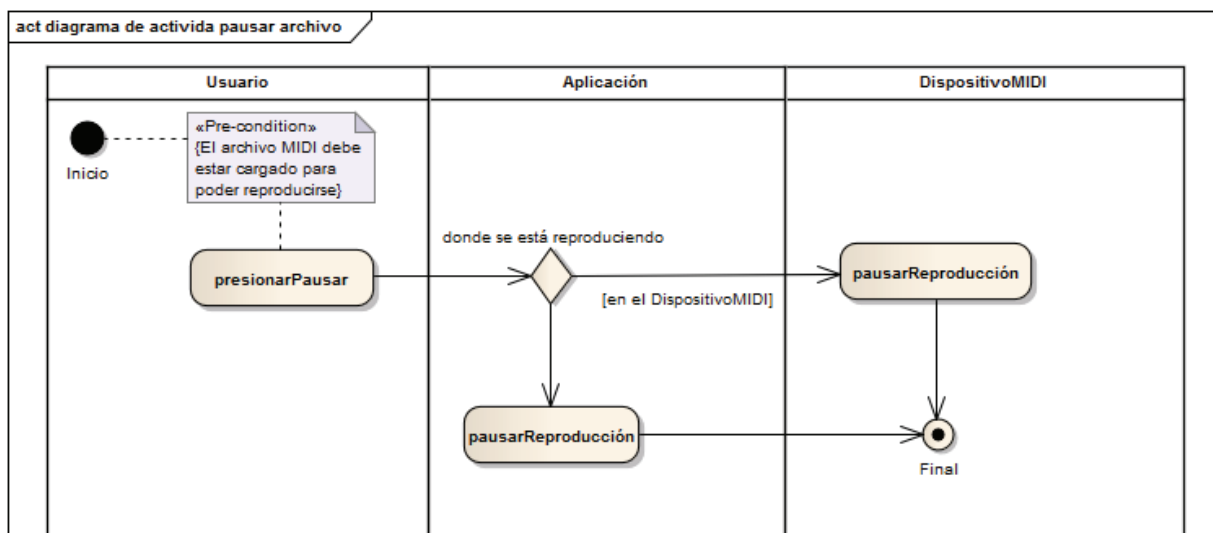 act diagrama de activida pausar archivo
Usuario
Aplicación
DispositivoMIDI
«Pre-condition»
{El archivo MIDI debe
estar cargado para
poder reproducirse}
Inicio
donde se está reproduciendo
presionarPausar
pausarReproducción
[en el DispositivoMIDI]
pausarReproducción
Final